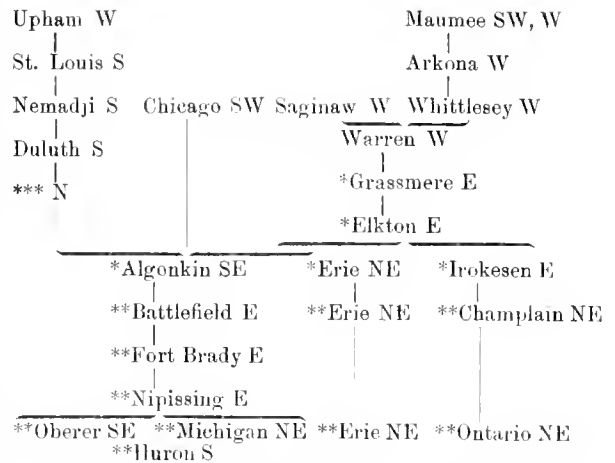 Upham W Maumee SW, W
St. Louis S Arkona W
Nemadji S Chicago SW Saginaw W Whittlesey W
Duluth S Warren W
*** N *Grassmere E
*Elkton E
*Algonkin SE *Erie NE *Irokesen E
**Battlefield E **Erie NE **Champlain NE
**Fort Brady E
**Nipissing E
**Oberer SE **Michigan NE **Erie NE **Ontario NE
**Huron S